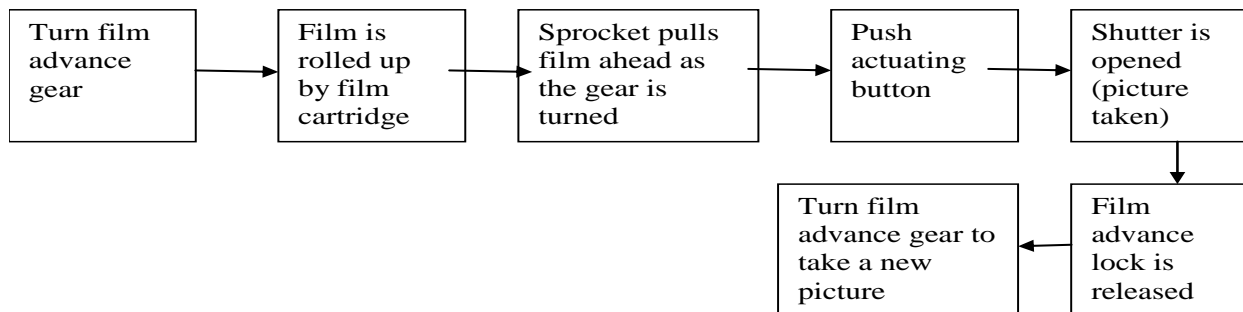 Turn film
advance
gear
Film is
rolled up
by film
cartridge
Sprocket pulls
film ahead as
the gear is
turned
Push
actuating
button
Shutter is
opened
(picture
taken)
Film
advance
lock is
released
Turn film
advance gear to
take a new
picture